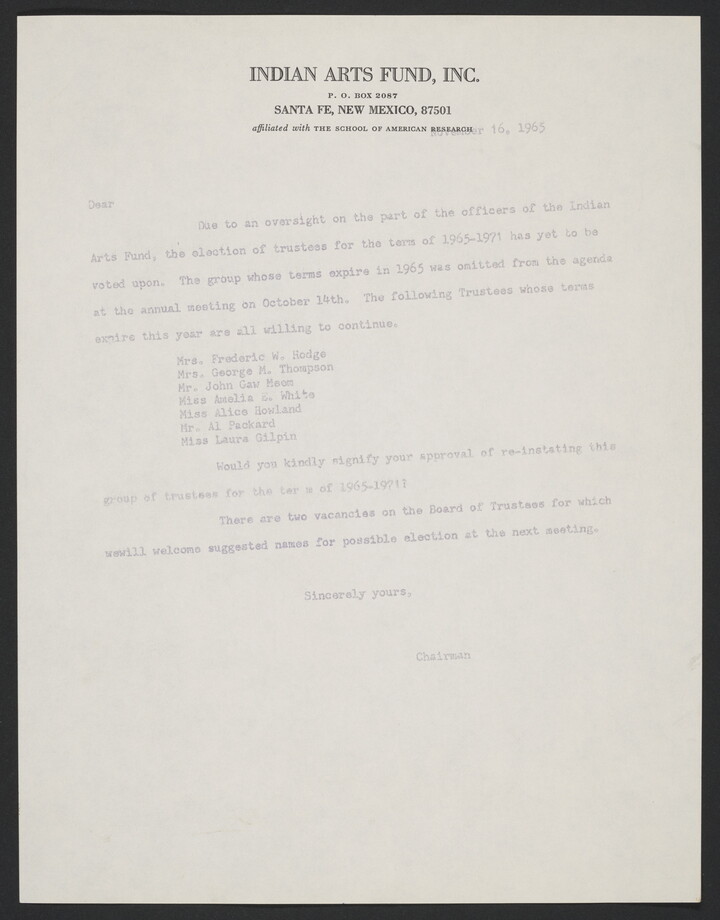 INDIAN ARTS FUND, INC.
P. O. BOX 2087
SANTA FE, NEW MEXICO, 87501
affiliated with THE SCHOOL OF AMERICAN RESEARCH
November 16, 1965
Dear
Due to an oversight on the part of the officers of the Indian
Arts Fund, the election of trustees for the term of 1965-1971 has yet to be
voted upon. The group whose terms expire in 1965 was omitted from the agenda
at the annual meeting on October 14th. The following Trustees whose terms
expire this year are all willing to continue.
Mrs. Frederic W. Hodge
Mrs. George M. Thompson
Mr. John Gaw Meem
Miss Amelia E. White
Miss Alice Howland
Mr. Al Packard
Miss Laura Gilpin
Would you kindly signify your approval of re-instating this
group of trustees for the ter m of 1965-1971?
There are two vacancies on the Board of Trustees for which
wewill welcome suggested names for possible election at the next meeting.
Sincerely yours,
Chairman